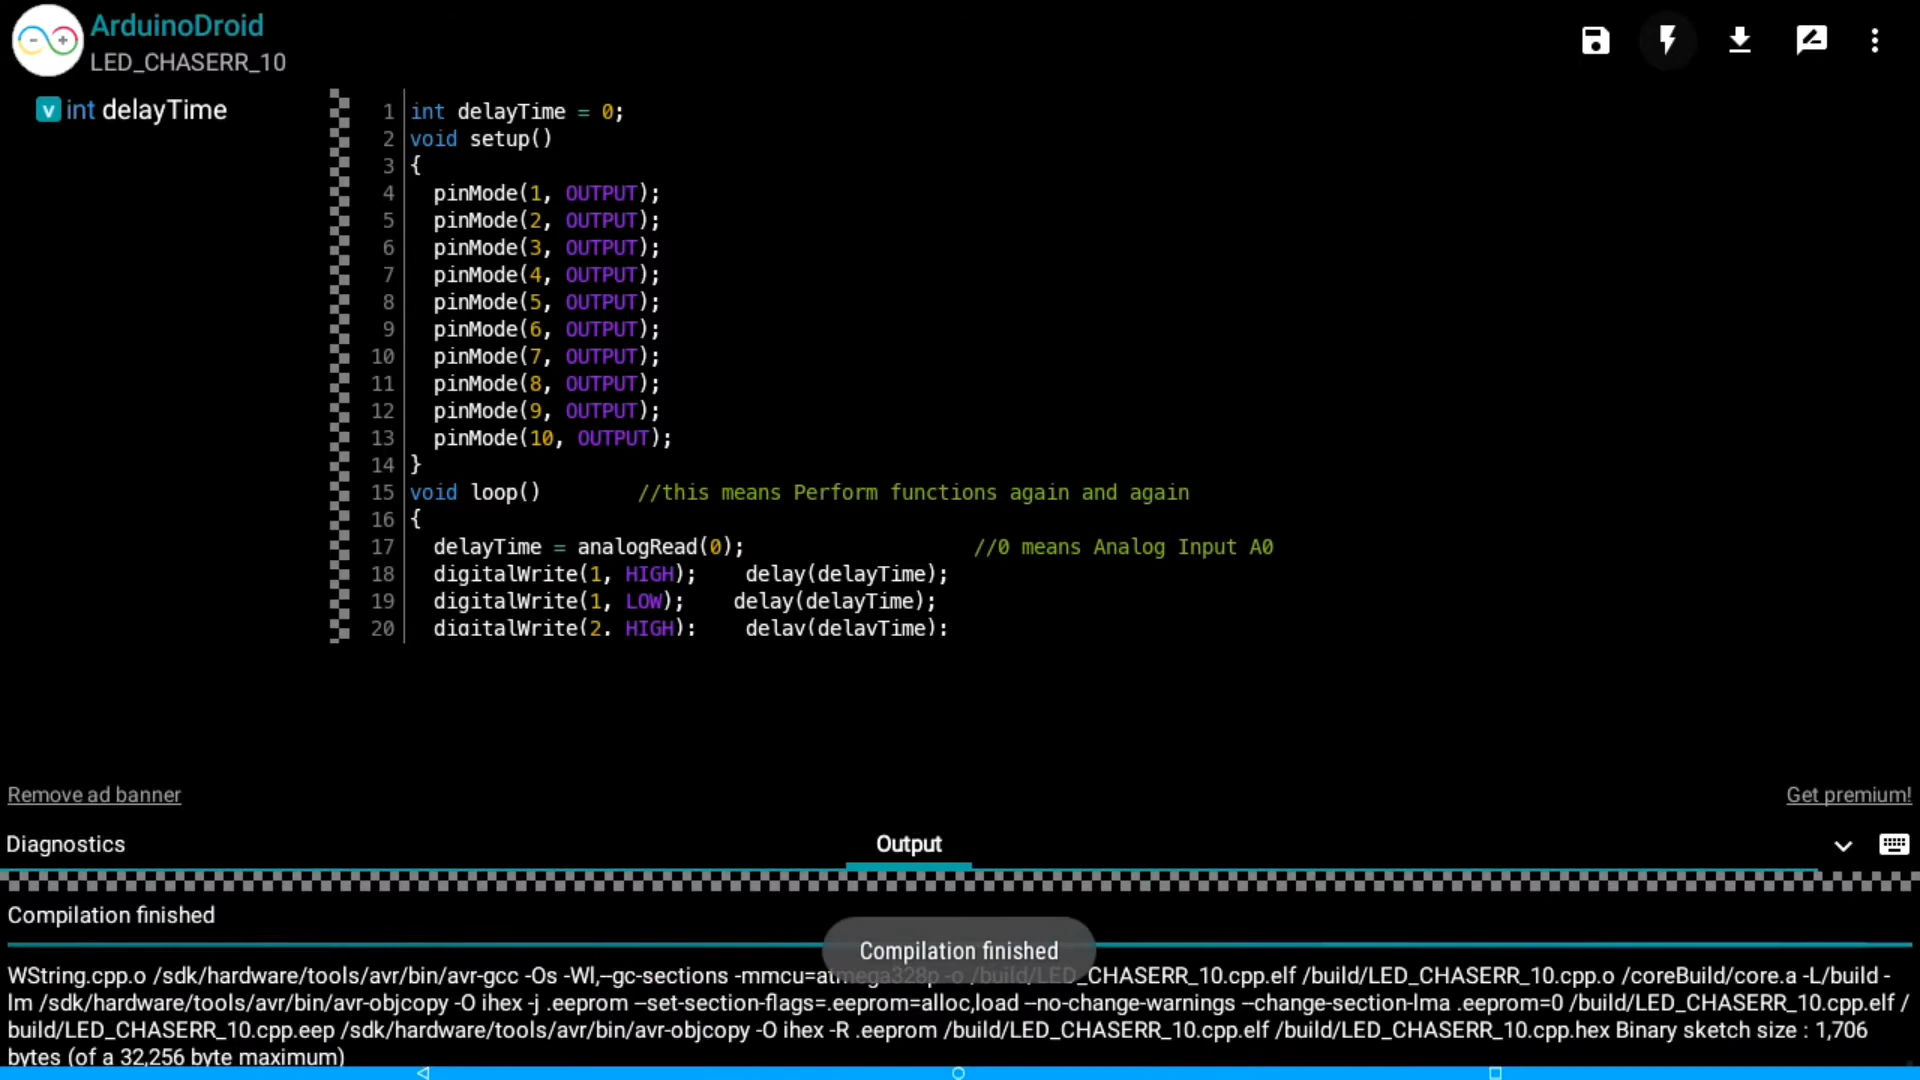 ArduinoDroid
LED_CHASERR_10
v int delayTime
1 int delayTime = 0;
2 void setup()
3 {
4 pinMode(1, OUTPUT);
5 pinMode(2, OUTPUT);
6 pinMode(3, OUTPUT);
7 pinMode(4, OUTPUT);
8 pinMode(5, OUTPUT);
9 pinMode(6, OUTPUT);
10 pinMode(7, OUTPUT);
11 pinMode(8, OUTPUT);
12 pinMode(9, OUTPUT);
13 pinMode(10, OUTPUT);
14 }
15 void loop() //this means Perform functions again and again
16 {
17 delayTime = analogRead(0); //0 means Analog Input A0
18 digitalWrite(1, HIGH); delay(delayTime);
19 digitalWrite(1, LOW); delay(delayTime);
20 digitalWrite(2, HIGH); delay(delayTime);
Remove ad banner
Get premium!
Diagnostics
Output
Compilation finished
Compilation finished
WString.cpp.o /sdk/hardware/tools/avr/bin/avr-gcc -Os -Wl,--gc-sections -mmcu=atmega328p -o /build/LED_CHASERR_10.cpp.elf /build/LED_CHASERR_10.cpp.o /coreBuild/core.a -L/build -
lm /sdk/hardware/tools/avr/bin/avr-objcopy -O ihex -j .eeprom --set-section-flags=.eeprom=alloc,load --no-change-warnings --change-section-lma .eeprom=0 /build/LED_CHASERR_10.cpp.elf /
build/LED_CHASERR_10.cpp.eep /sdk/hardware/tools/avr/bin/avr-objcopy -O ihex -R .eeprom /build/LED_CHASERR_10.cpp.elf /build/LED_CHASERR_10.cpp.hex Binary sketch size : 1,706
bytes (of a 32,256 byte maximum)